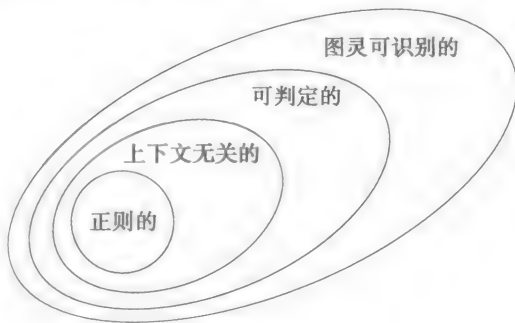 图灵可识别的
可判定的
上下文无关的
正则的